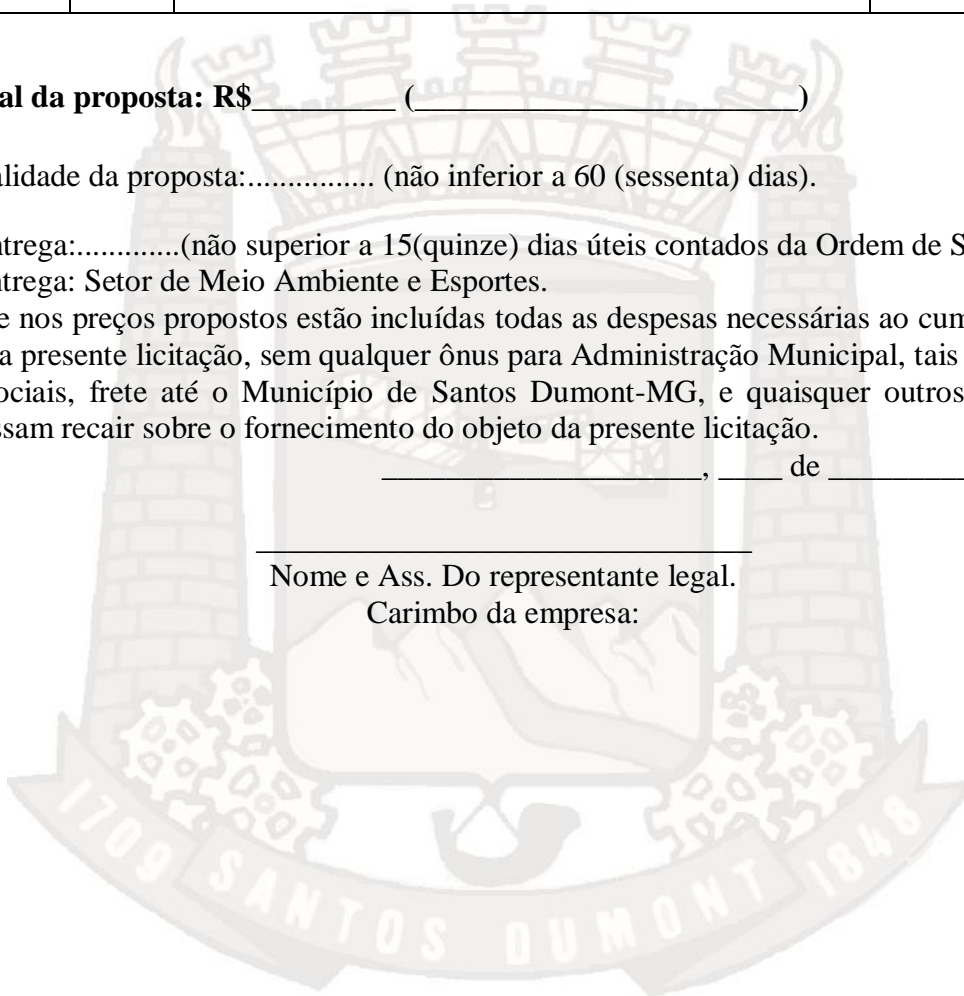 al da proposta: R$_________ (________________________)
alidade da proposta:................ (não inferior a 60 (sessenta) dias).
ntrega:.............(não superior a 15(quinze) dias úteis contados da Ordem de S
ntrega: Setor de Meio Ambiente e Esportes.
e nos preços propostos estão incluídas todas as despesas necessárias ao cum
a presente licitação, sem qualquer ônus para Administração Municipal, tais
ociais, frete até o Município de Santos Dumont-MG, e quaisquer outros
ssam recair sobre o fornecimento do objeto da presente licitação.
____________________, ____ de _________
_______________________________
Nome e Ass. Do representante legal.
Carimbo da empresa:
1709 SANTOS DUMONT 1848